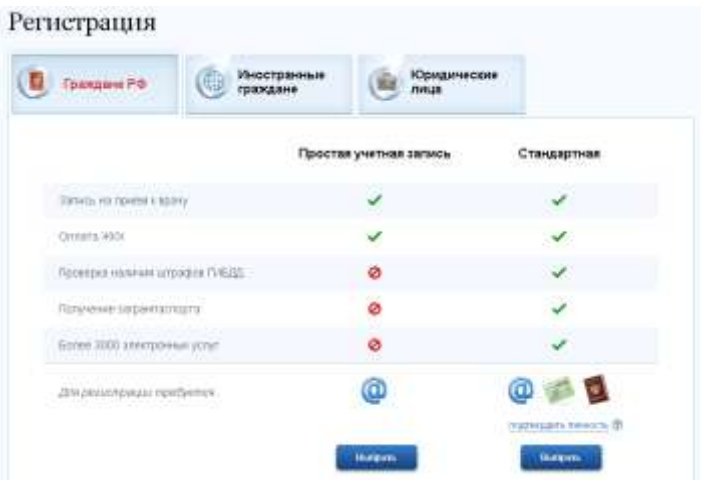 Регистрация
Граждане РФ
Иностранные
граждане
Юридические
лица
Простая учетная запись
Стандартная
Запись на прием к врачу
Оплата ЖКХ
Проверка наличия штрафов ГИБДД
Получение загранпаспорта
Более 3000 электронных услуг
Для регистрации требуется
@
@
подтвердить личность
Выбрать
Выбрать